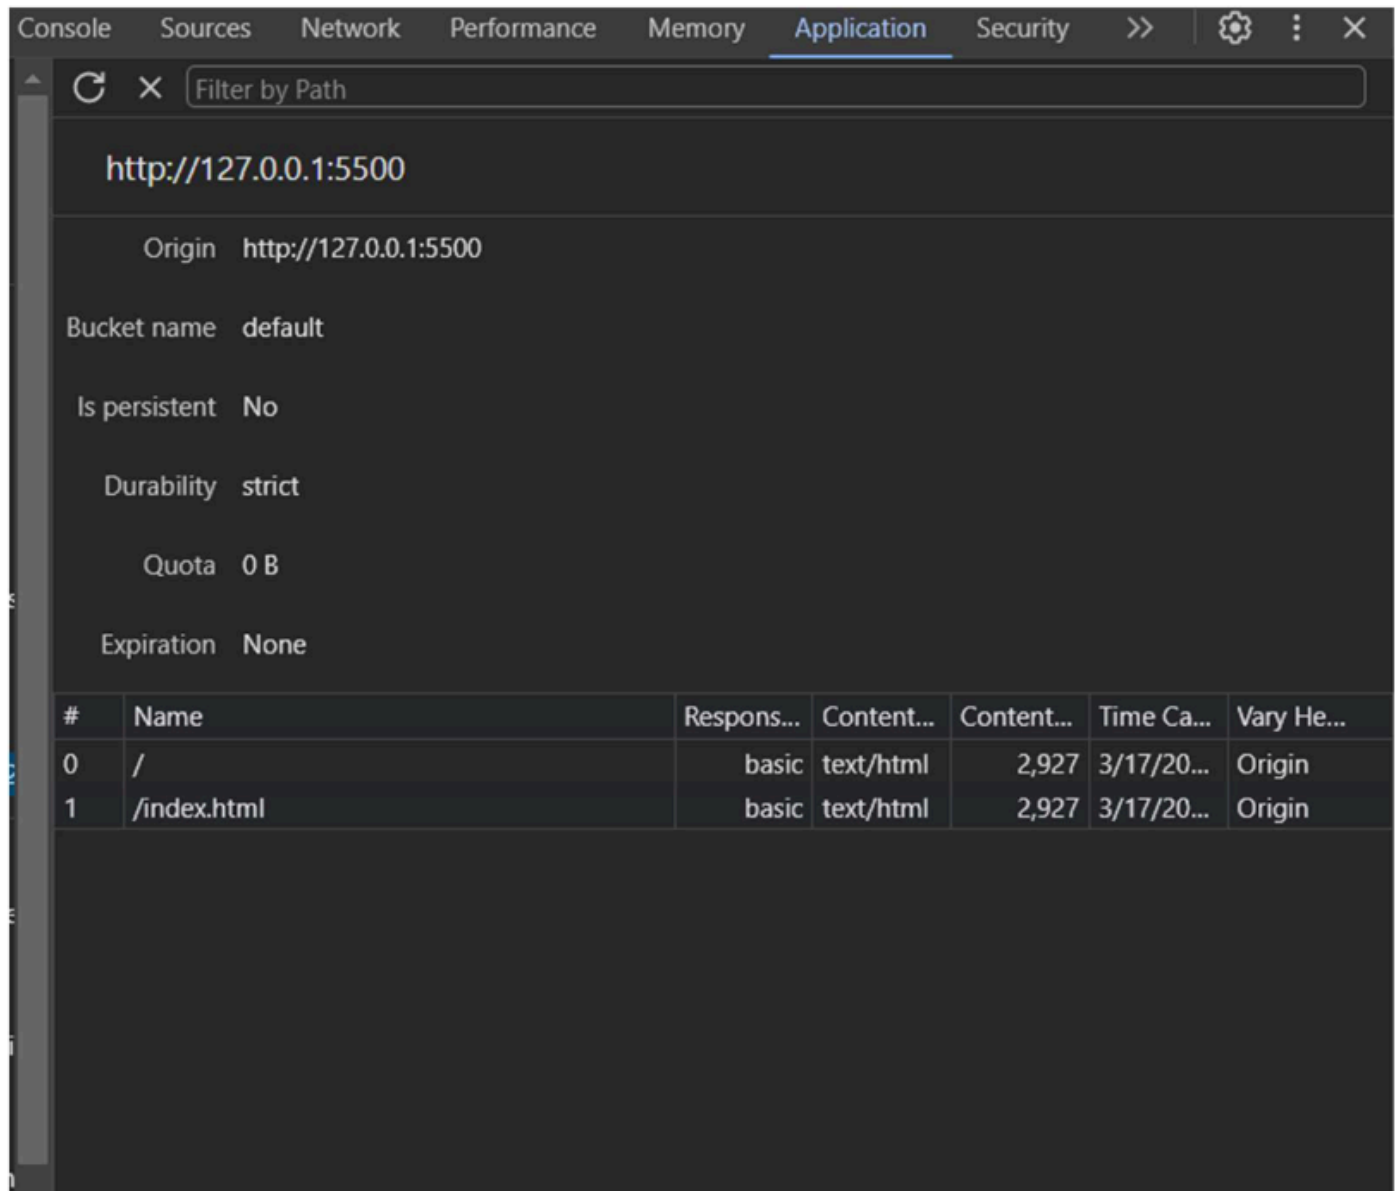 Console Sources Network Performance Memory Application Security
Filter by Path
http://127.0.0.1:5500
Origin http://127.0.0.1:5500
Bucket name default
Is persistent No
Durability strict
Quota 0 B
Expiration None
# Name Respons... Content... Content... Time Ca... Vary He...
0 / basic text/html 2,927 3/17/20... Origin
1 /index.html basic text/html 2,927 3/17/20... Origin